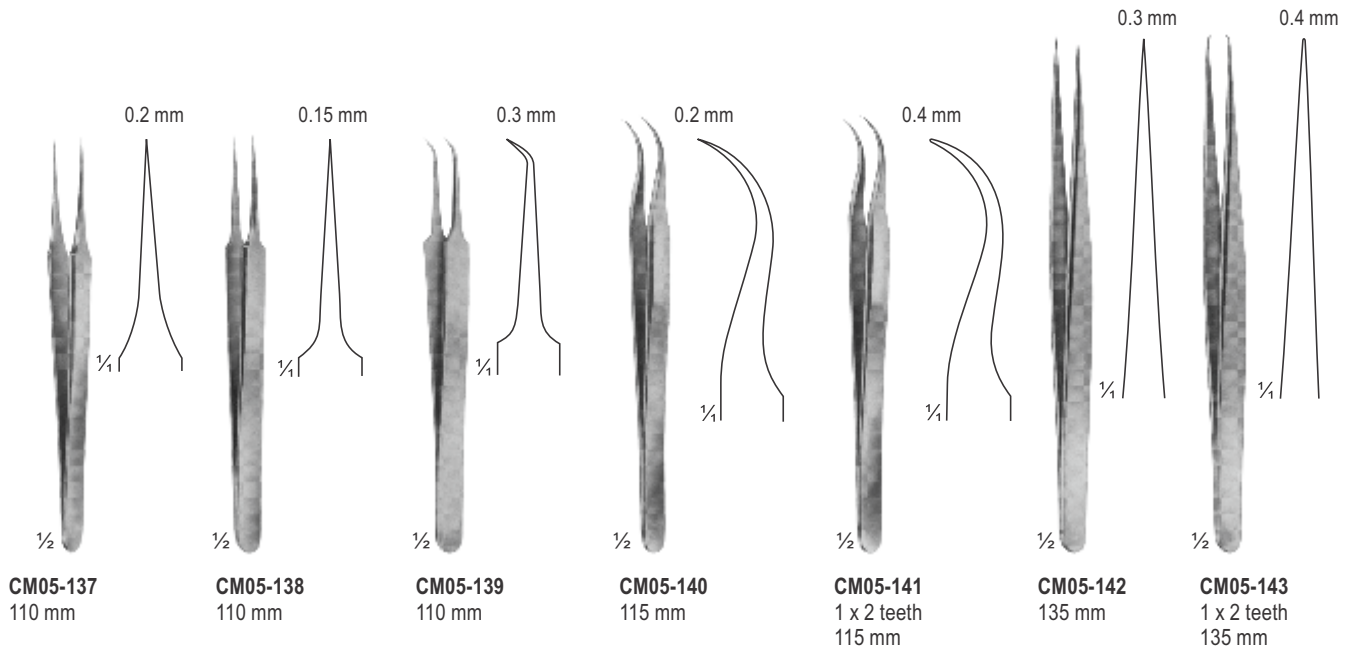 0.3 mm
0.4 mm
0.2 mm
0.15 mm
0.3 mm
0.2 mm
0.4 mm
¹⁄₁
¹⁄₁
¹⁄₁
¹⁄₁
¹⁄₁
¹⁄₁
¹⁄₁
½
½
½
½
½
½
½
CM05-137
110 mm
CM05-138
110 mm
CM05-139
110 mm
CM05-140
115 mm
CM05-141
1 x 2 teeth
115 mm
CM05-142
135 mm
CM05-143
1 x 2 teeth
135 mm